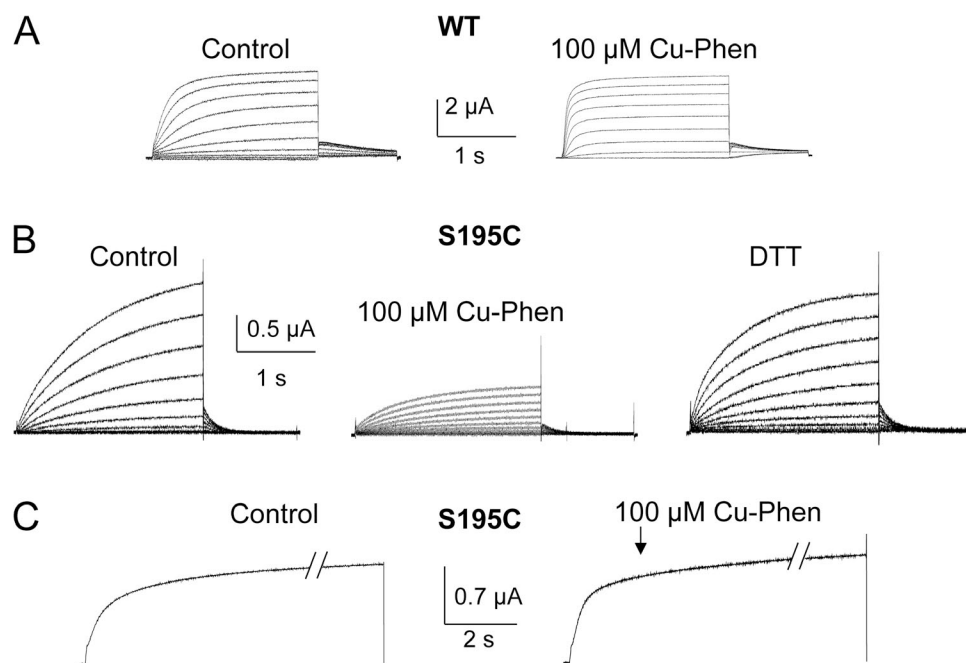 A
WT
Control
100 µM Cu-Phen
2 µA
1 s
B
S195C
Control
DTT
100 µM Cu-Phen
0.5 µA
1 s
C
Control
S195C
100 µM Cu-Phen
0.7 µA
2 s